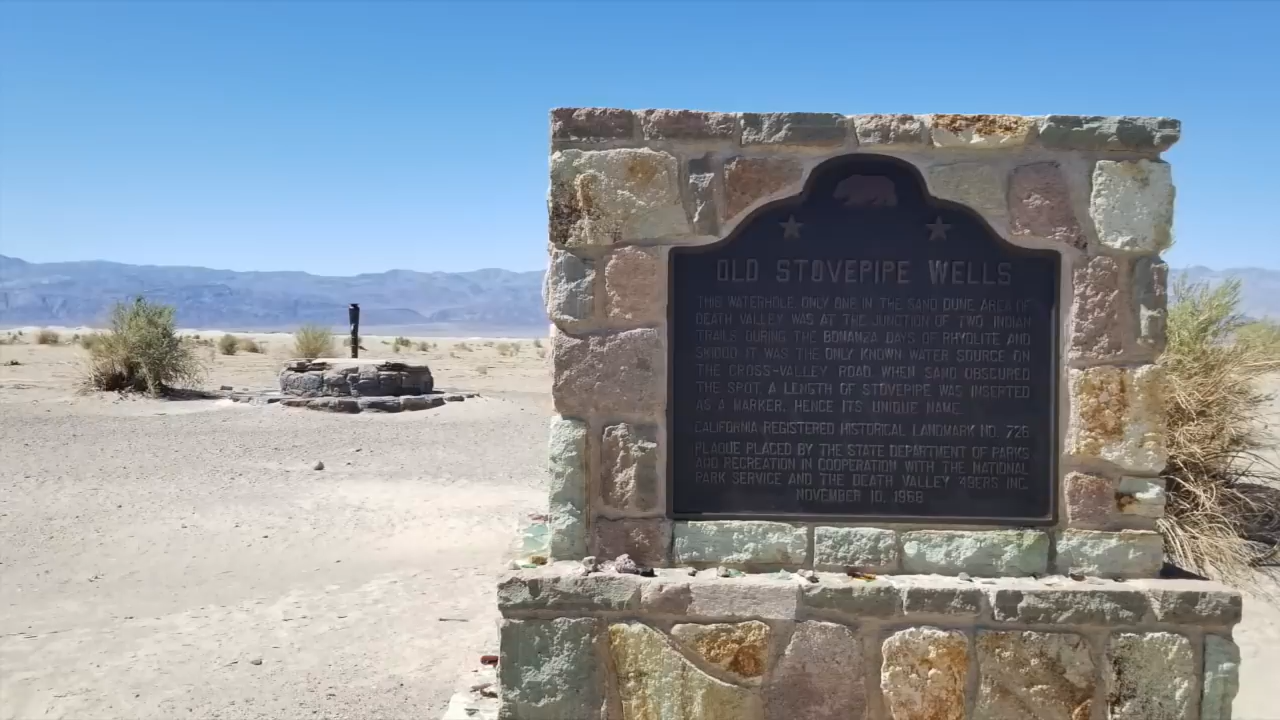 OLD STOVEPIPE WELLS
THIS WATERHOLE, ONLY ONE IN THE SAND DUNE AREA OF
DEATH VALLEY, WAS AT THE JUNCTION OF TWO INDIAN
TRAILS. DURING THE BONANZA DAYS OF RHYOLITE AND
SKIDOO IT WAS THE ONLY KNOWN WATER SOURCE ON
THE CROSS-VALLEY ROAD. WHEN SAND OBSCURED
THE SPOT A LENGTH OF STOVEPIPE WAS INSERTED
AS A MARKER. HENCE ITS UNIQUE NAME.
CALIFORNIA REGISTERED HISTORICAL LANDMARK NO. 726
PLAQUE PLACED BY THE STATE DEPARTMENT OF PARKS
AND RECREATION IN COOPERATION WITH THE NATIONAL
PARK SERVICE AND THE DEATH VALLEY '49ERS INC.
NOVEMBER 10, 1968